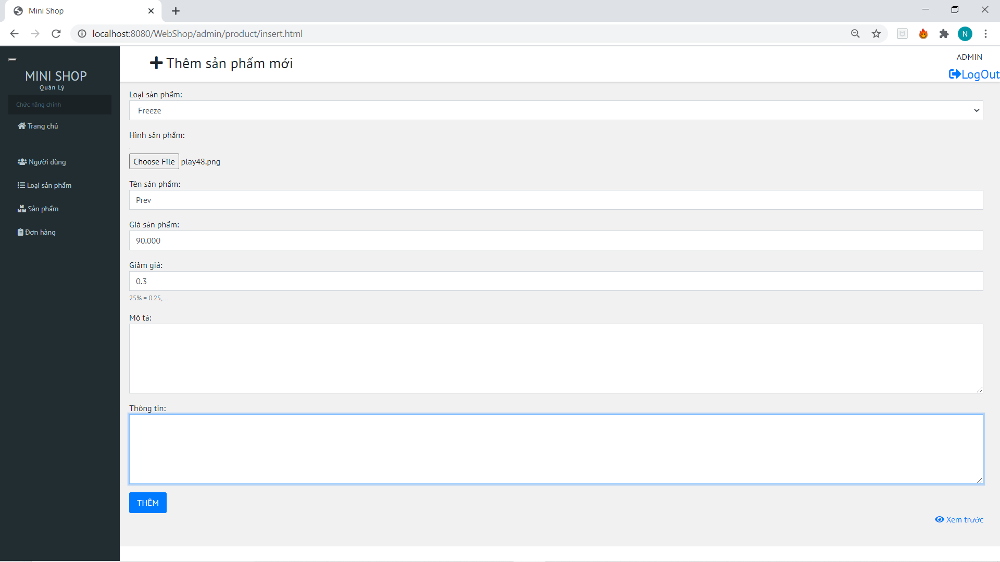 Mini Shop
localhost:8080/WebShop/admin/product/insert.html
N
MINI SHOP
Quản Lý
Chức năng chính
Trang chủ
Người dùng
Loại sản phẩm
Sản phẩm
Đơn hàng
Thêm sản phẩm mới
ADMIN
LogOut
Loại sản phẩm:
Freeze
Hình sản phẩm:
Choose File play48.png
Tên sản phẩm:
Prev
Giá sản phẩm:
90.000
Giảm giá:
0.3
25% = 0.25,...
Mô tả:
Thông tin:
THÊM
Xem trước